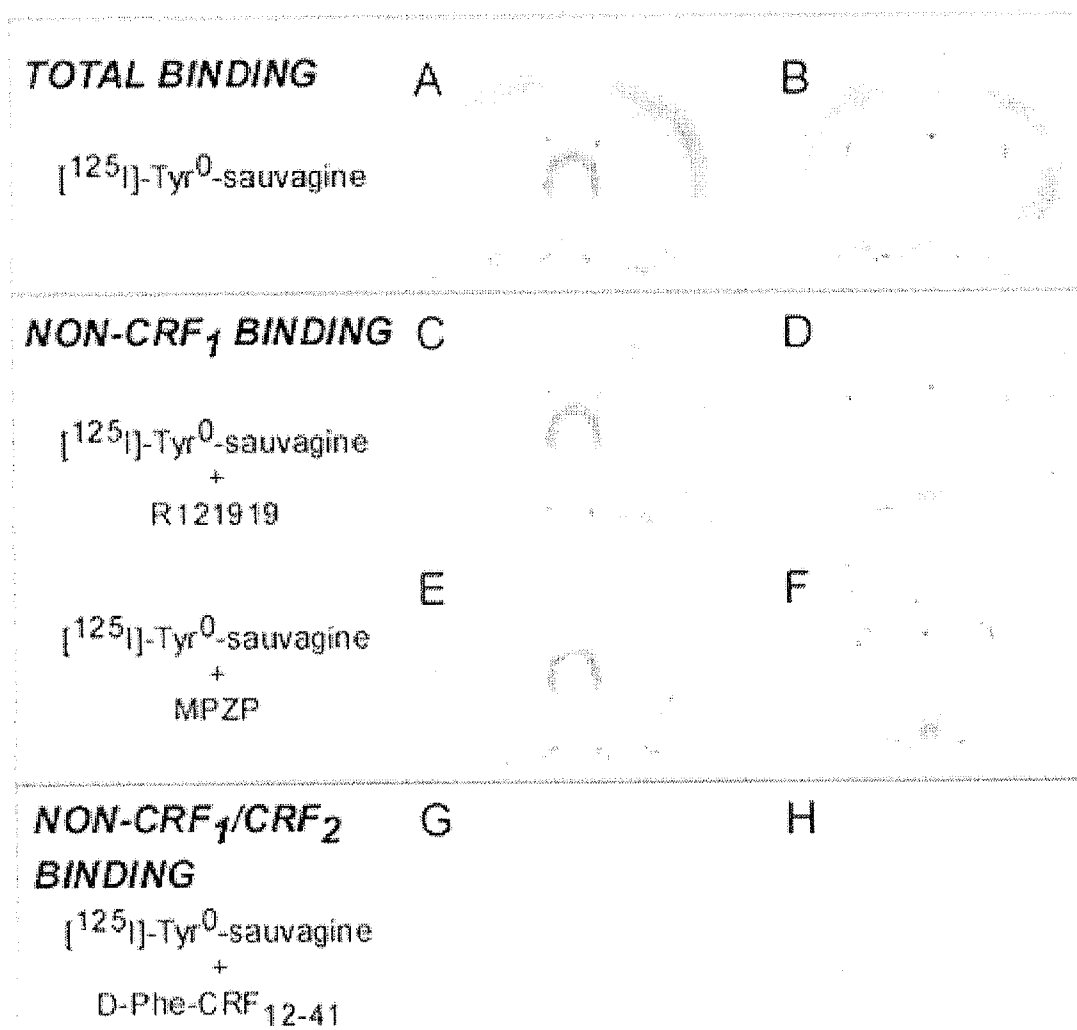 TOTAL BINDING A B
[125I]-Tyr0-sauvagine
NON-CRF1 BINDING C D
[125I]-Tyr0-sauvagine
+
R121919
E F
[125I]-Tyr0-sauvagine
+
MPZP
NON-CRF1/CRF2 G H
BINDING
[125I]-Tyr0-sauvagine
+
D-Phe-CRF12-41